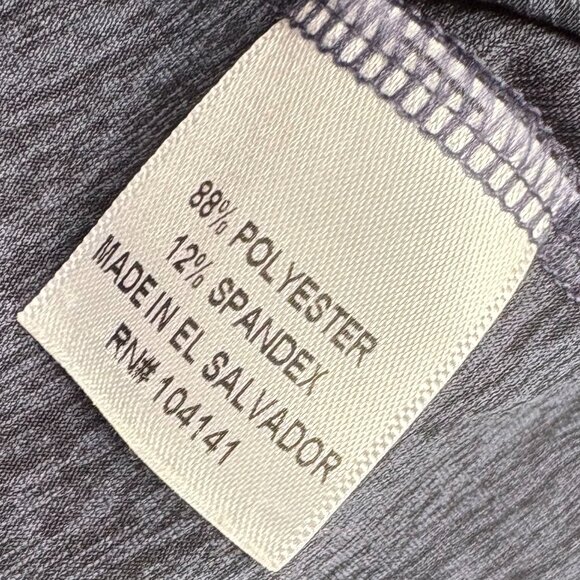 88% POLYESTER
12% SPANDEX
MADE IN EL SALVADOR
RN# 104141